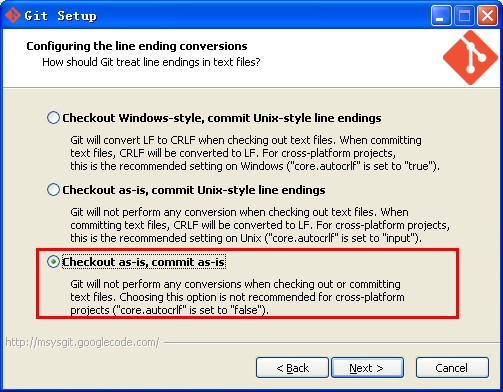 Git Setup
Configuring the line ending conversions
How should Git treat line endings in text files?
Checkout Windows-style, commit Unix-style line endings
Git will convert LF to CRLF when checking out text files. When committing
text files, CRLF will be converted to LF. For cross-platform projects,
this is the recommended setting on Windows ("core.autocrlf" is set to "true").
Checkout as-is, commit Unix-style line endings
Git will not perform any conversion when checking out text files. When
committing text files, CRLF will be converted to LF. For cross-platform projects,
this is the recommended setting on Unix ("core.autocrlf" is set to "input").
Checkout as-is, commit as-is
Git will not perform any conversions when checking out or committing
text files. Choosing this option is not recommended for cross-platform
projects ("core.autocrlf" is set to "false").
http://msysgit.googlecode.com/
< Back
Next >
Cancel